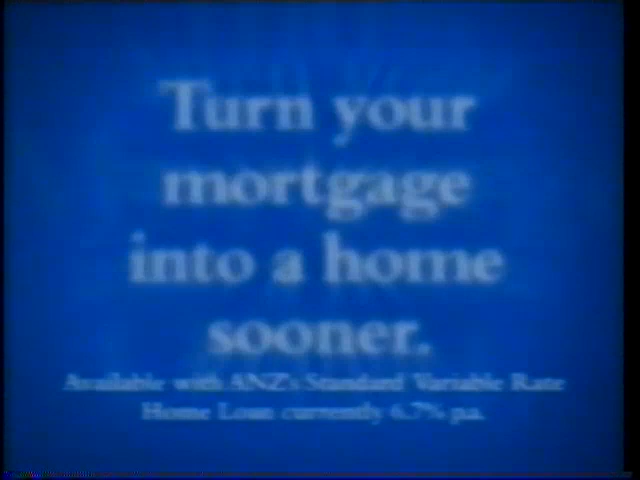 Turn your
mortgage
into a home
sooner.
Available with ANZ's Standard Variable Rate
Home Loan currently 6.7% p.a.